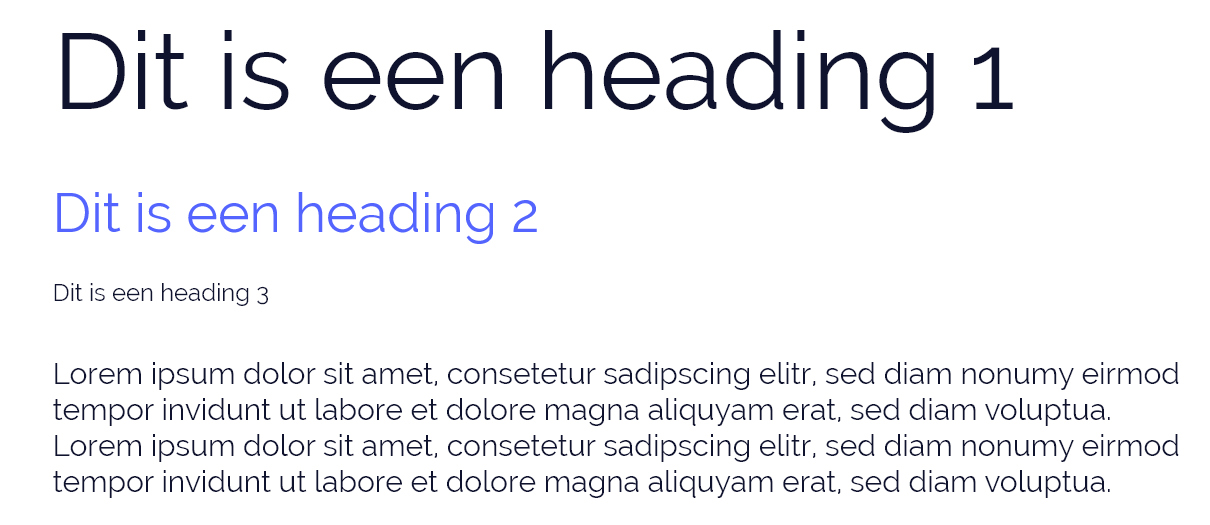 Dit is een heading 1
Dit is een heading 2
Dit is een heading 3
Lorem ipsum dolor sit amet, consetetur sadipscing elitr, sed diam nonumy eirmod
tempor invidunt ut labore et dolore magna aliquyam erat, sed diam voluptua.
Lorem ipsum dolor sit amet, consetetur sadipscing elitr, sed diam nonumy eirmod
tempor invidunt ut labore et dolore magna aliquyam erat, sed diam voluptua.